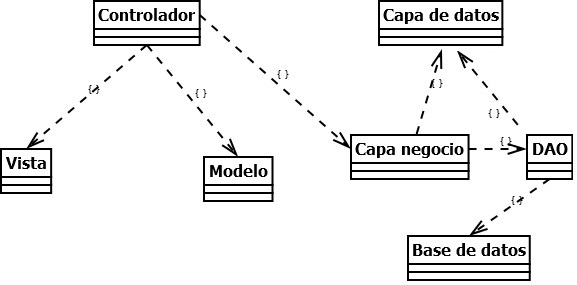 Controlador
Capa de datos
{ }
{ }
{ }
{ }
{ }
{ }
Capa negocio
DAO
Vista
Modelo
{ }
Base de datos